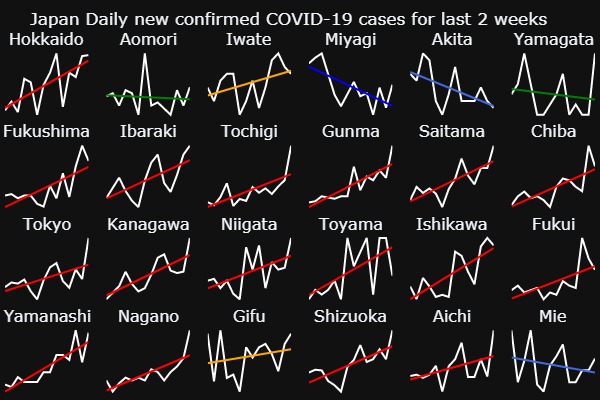 Japan Daily new confirmed COVID-19 cases for last 2 weeks
Hokkaido Aomori Iwate Miyagi Akita Yamagata
Fukushima Ibaraki Tochigi Gunma Saitama Chiba
Tokyo Kanagawa Niigata Toyama Ishikawa Fukui
Yamanashi Nagano Gifu Shizuoka Aichi Mie